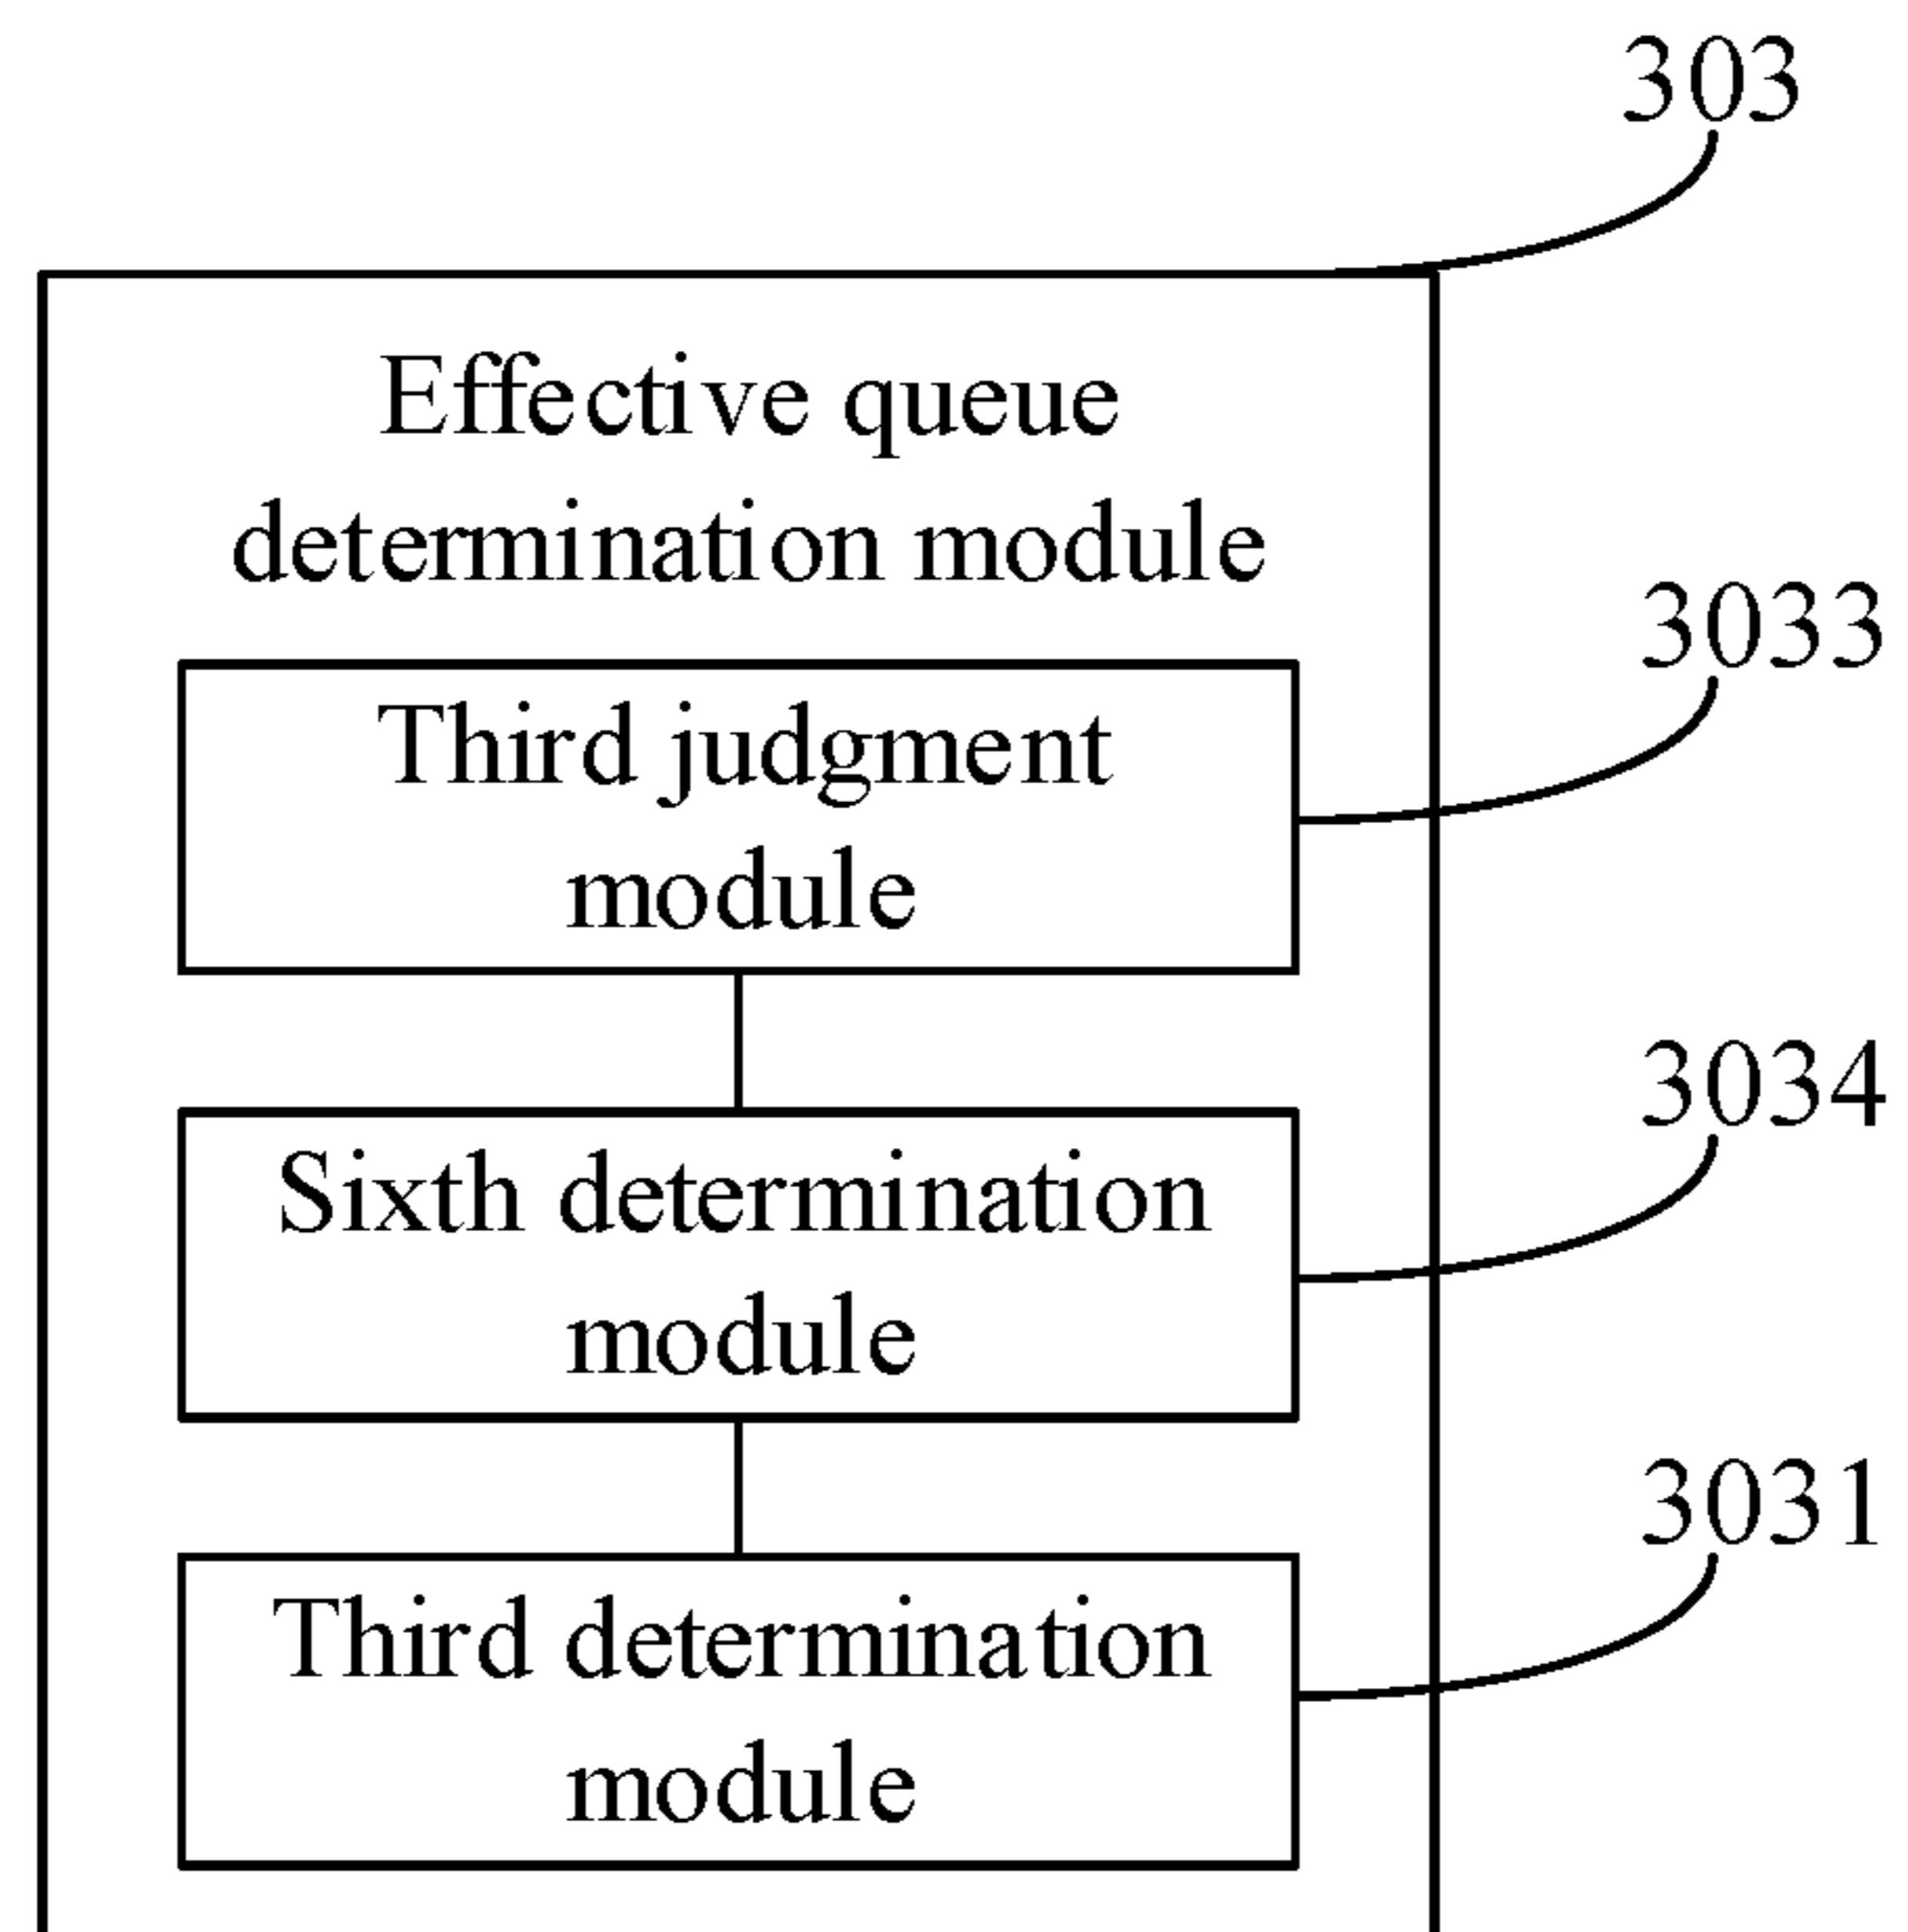 303
Effective queue
determination module
3033
Third judgment
module
3034
Sixth determination
module
3031
Third determination
module